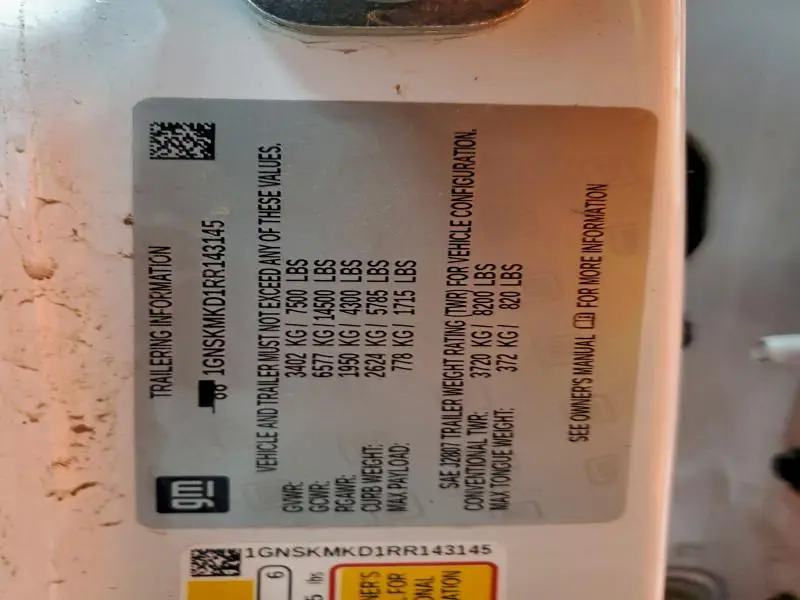 TRAILERING INFORMATION
1GNSKMKD1RR143145
gm
VEHICLE AND TRAILER MUST NOT EXCEED ANY OF THESE VALUES.
GVWR: 3402 KG / 7500 LBS
GCWR: 6577 KG / 14500 LBS
RGAWR: 1950 KG / 4300 LBS
CURB WEIGHT: 2624 KG / 5785 LBS
MAX PAYLOAD: 778 KG / 1715 LBS
SAE J2807 TRAILER WEIGHT RATING (TWR) FOR VEHICLE CONFIGURATION.
CONVENTIONAL TWR: 3720 KG / 8200 LBS
MAX TONGUE WEIGHT: 372 KG / 820 LBS
SEE OWNER'S MANUAL FOR MORE INFORMATION
1GNSKMKD1RR143145
6
lbs